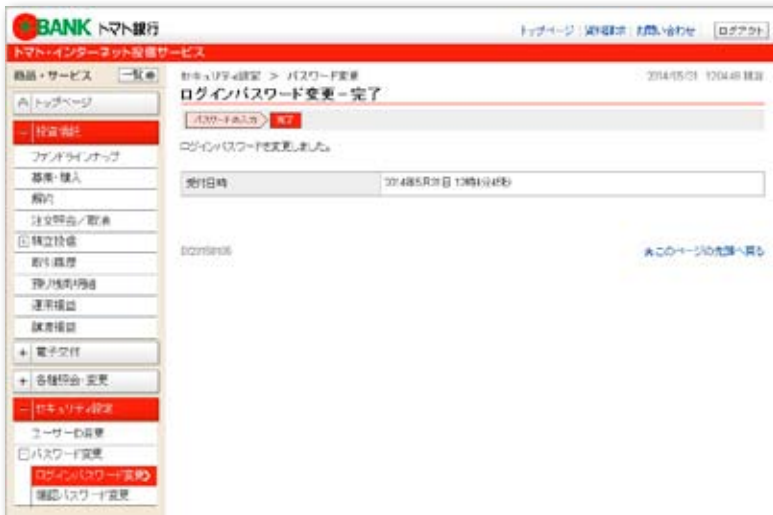 BANK トマト銀行
トップページ | 資料請求 | お問い合わせ ログアウト
トマト・インターネット投信サービス
商品・サービス 一覧
トップページ
投資信託
ファンドラインナップ
募集・購入
解約
注文照会/取消
積立投信
取引履歴
預り残高明細
運用損益
譲渡損益
電子交付
各種照会・変更
セキュリティ設定
ユーザーID変更
パスワード変更
ログインパスワード変更
確認パスワード変更
セキュリティ設定 > パスワード変更
ログインパスワード変更-完了
パスワードの入力 完了
ログインパスワードを変更しました。
受付日時
このページの先頭へ戻る